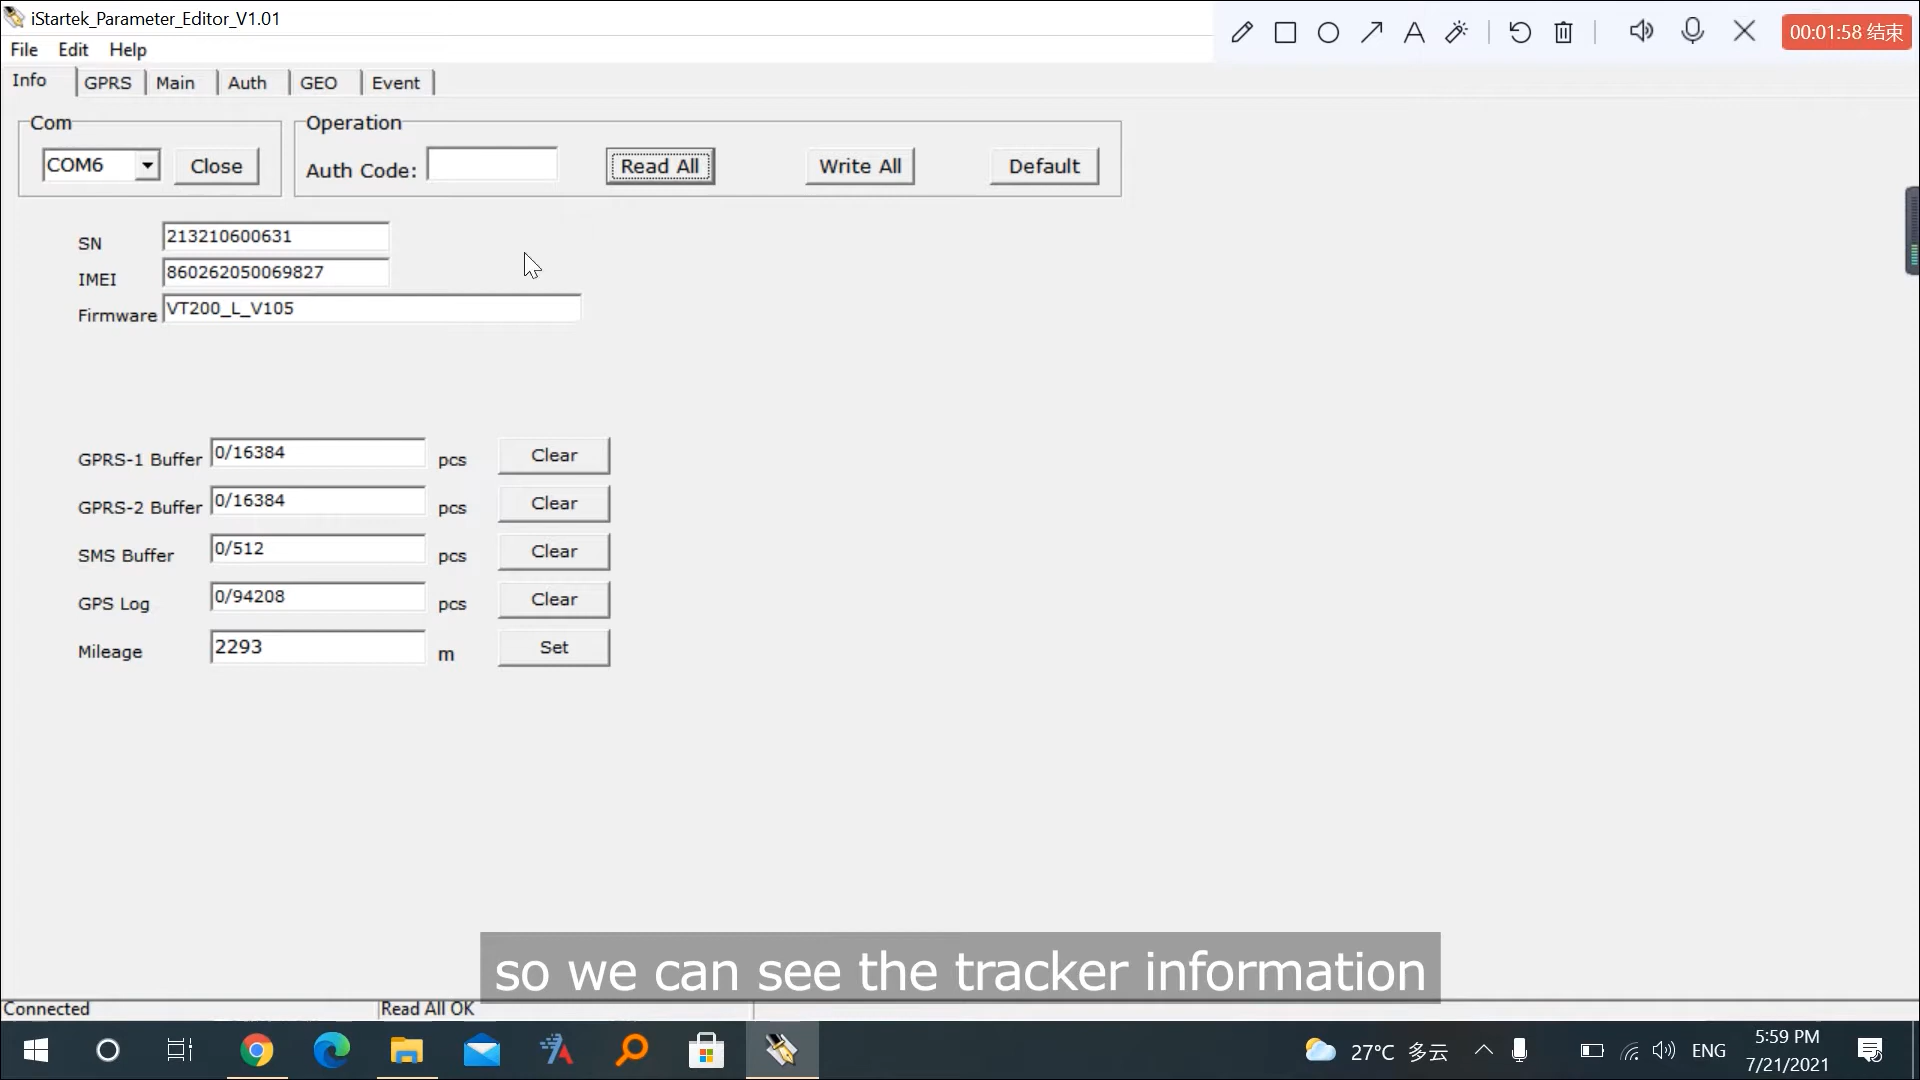 iStartek_Parameter_Editor_V1.01
00:01:58 结束
File Edit Help
Info GPRS Main Auth GEO Event
Com
Operation
COM6 Close
Auth Code: Read All Write All Default
SN 213210600631
IMEI 860262050069827
Firmware VT200_L_V105
GPRS-1 Buffer 0/16384 pcs Clear
GPRS-2 Buffer 0/16384 pcs Clear
SMS Buffer 0/512 pcs Clear
GPS Log 0/94208 pcs Clear
Mileage 2293 m Set
so we can see the tracker information
Connected Read All OK
27°C 多云 ENG
5:59 PM
7/21/2021